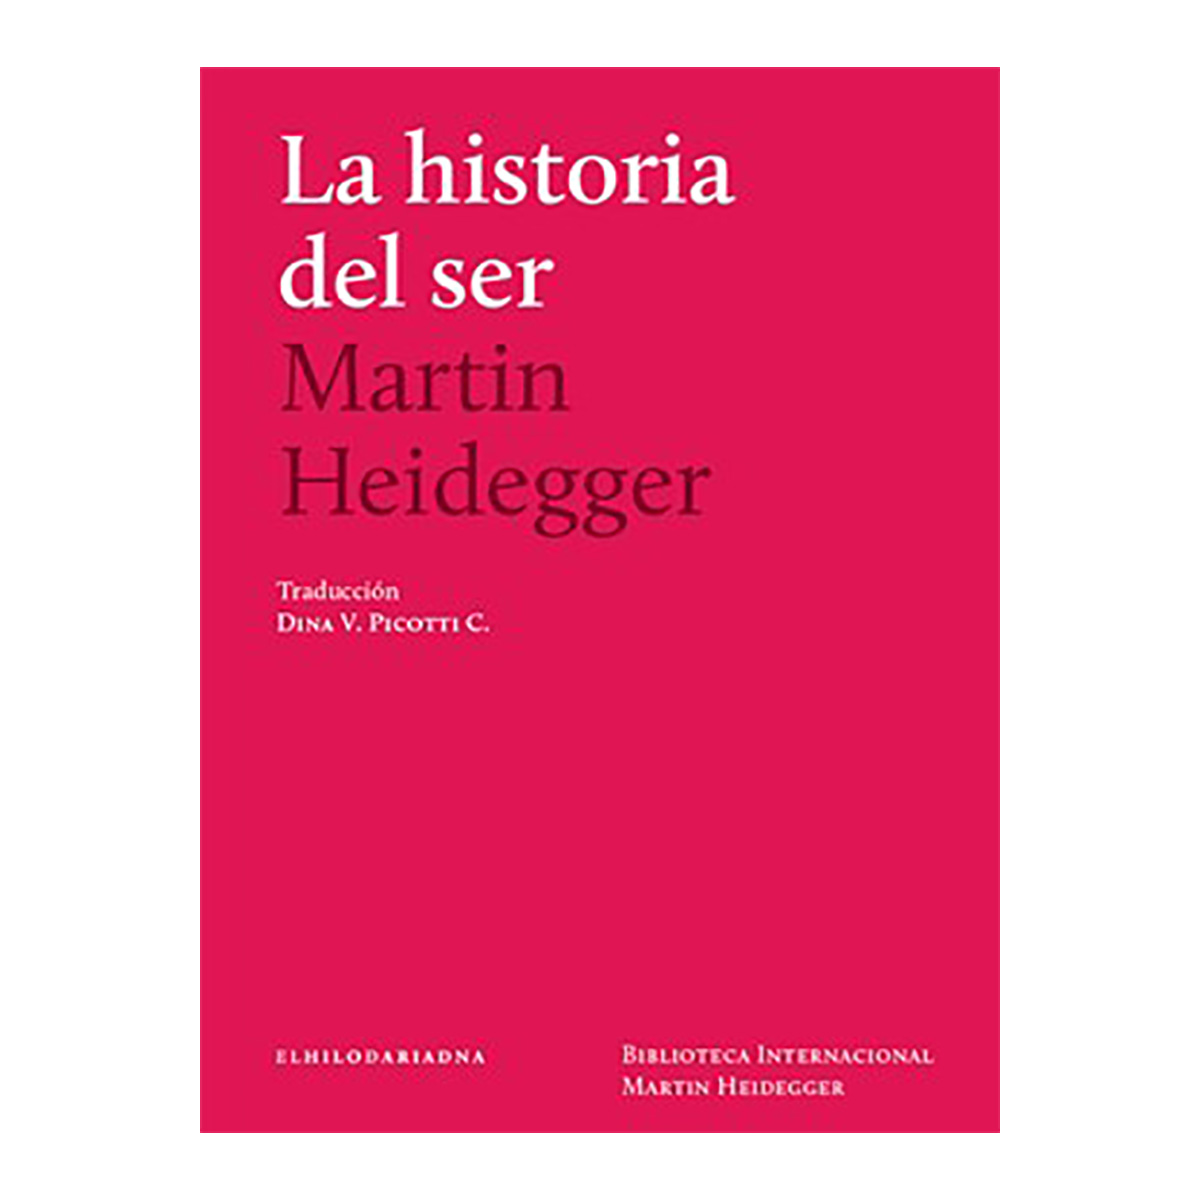 La historia
del ser
Martin
Heidegger
Traducción
Dina V. Picotti C.
ELHILODARIADNA
Biblioteca Internacional
Martin Heidegger